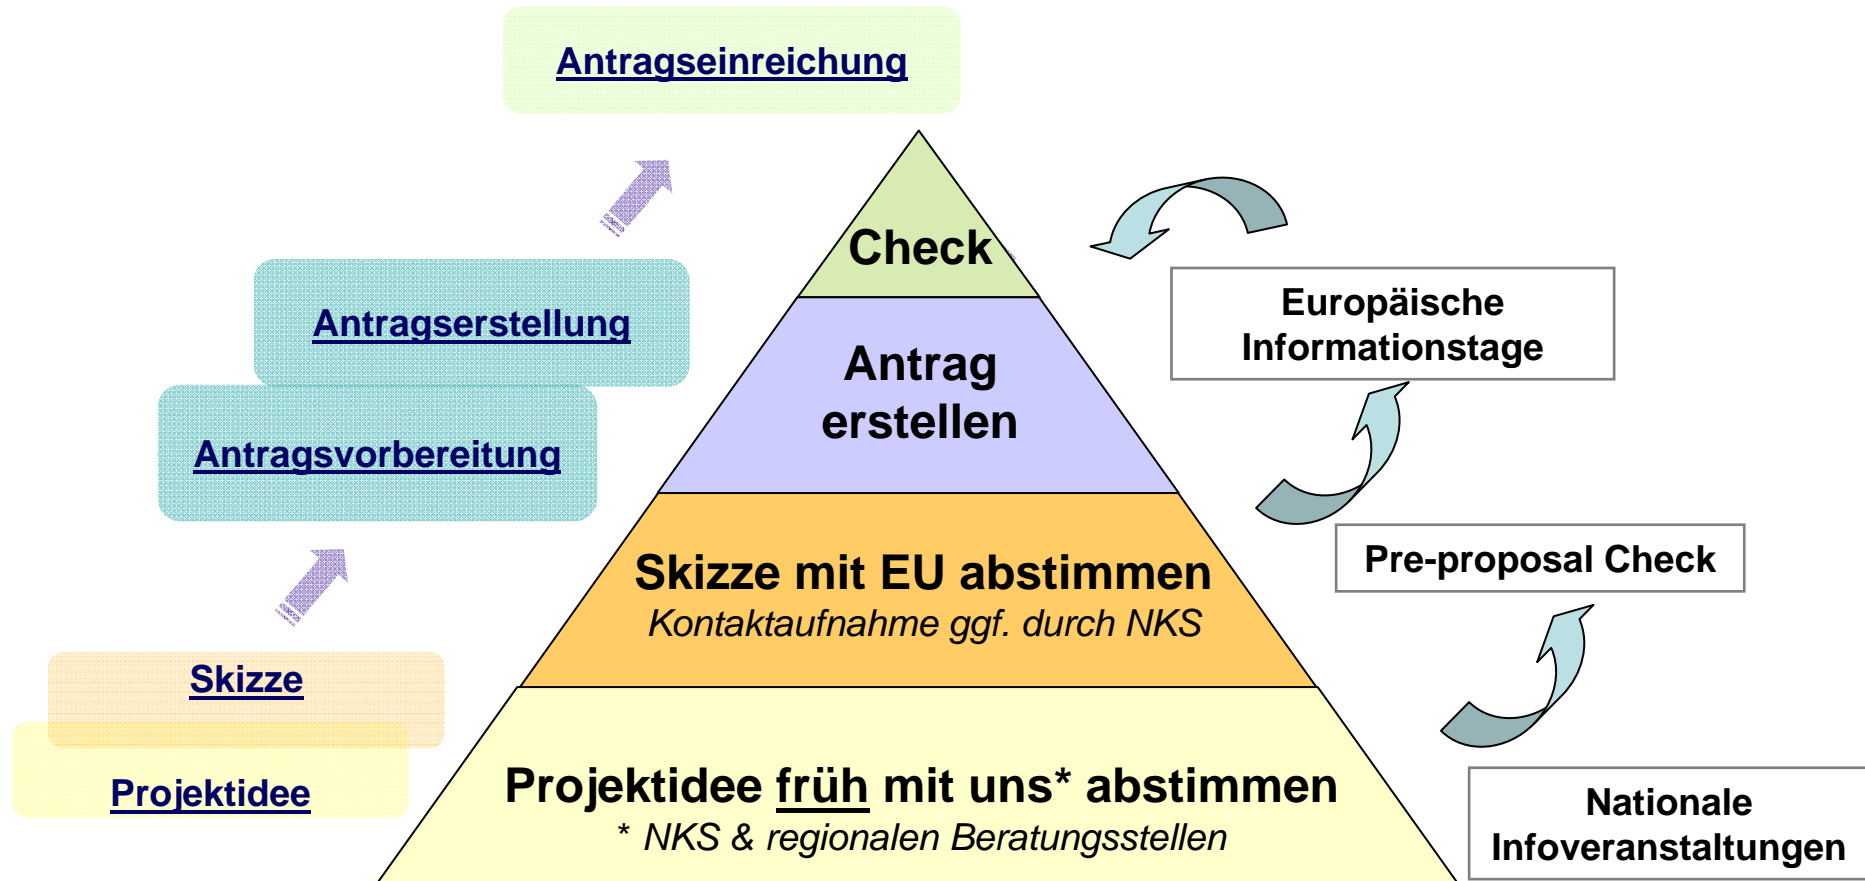 Antragseinreichung
Check
Antragserstellung
Europäische
Informationstage
Antrag
erstellen
Antragsvorbereitung
Skizze mit EU abstimmen
Kontaktaufnahme ggf. durch NKS
Pre-proposal Check
Skizze
Projektidee
Projektidee früh mit uns* abstimmen
* NKS & regionalen Beratungsstellen
Nationale
Infoveranstaltungen